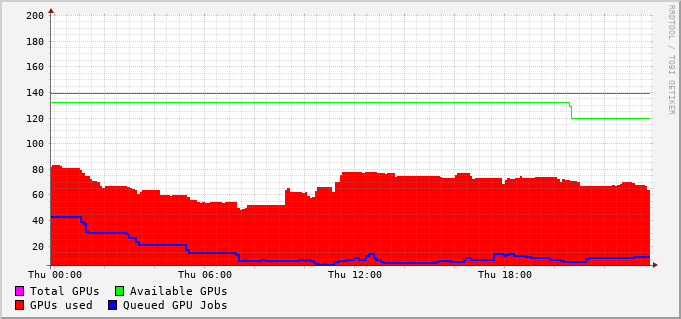 200
180
160
140
120
100
80
60
40
20
Thu 00:00 Thu 06:00 Thu 12:00 Thu 18:00
Total GPUs Available GPUs
GPUs used Queued GPU Jobs
RRDTOOL / TOBI OETIKER